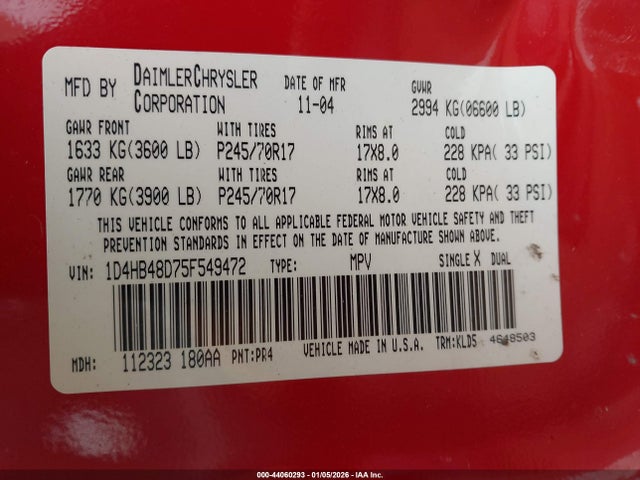 MFD BY DAIMLERCHRYSLER CORPORATION DATE OF MFR 11-04 GVWR 2994 KG(06600 LB)
GAWR FRONT WITH TIRES RIMS AT COLD
1633 KG(3600 LB) P245/70R17 17X8.0 228 KPA( 33 PSI)
GAWR REAR WITH TIRES RIMS AT COLD
1770 KG(3900 LB) P245/70R17 17X8.0 228 KPA( 33 PSI)
THIS VEHICLE CONFORMS TO ALL APPLICABLE FEDERAL MOTOR VEHICLE SAFETY AND THEFT
PREVENTION STANDARDS IN EFFECT ON THE DATE OF MANUFACTURE SHOWN ABOVE.
VIN: 1D4HB48D75F549472 TYPE: MPV SINGLE X DUAL
MDH: 112323 180AA PNT:PR4 VEHICLE MADE IN U.S.A. TRM:KLD5 4649503
000-44060293 - 01/05/2026 - IAA Inc.